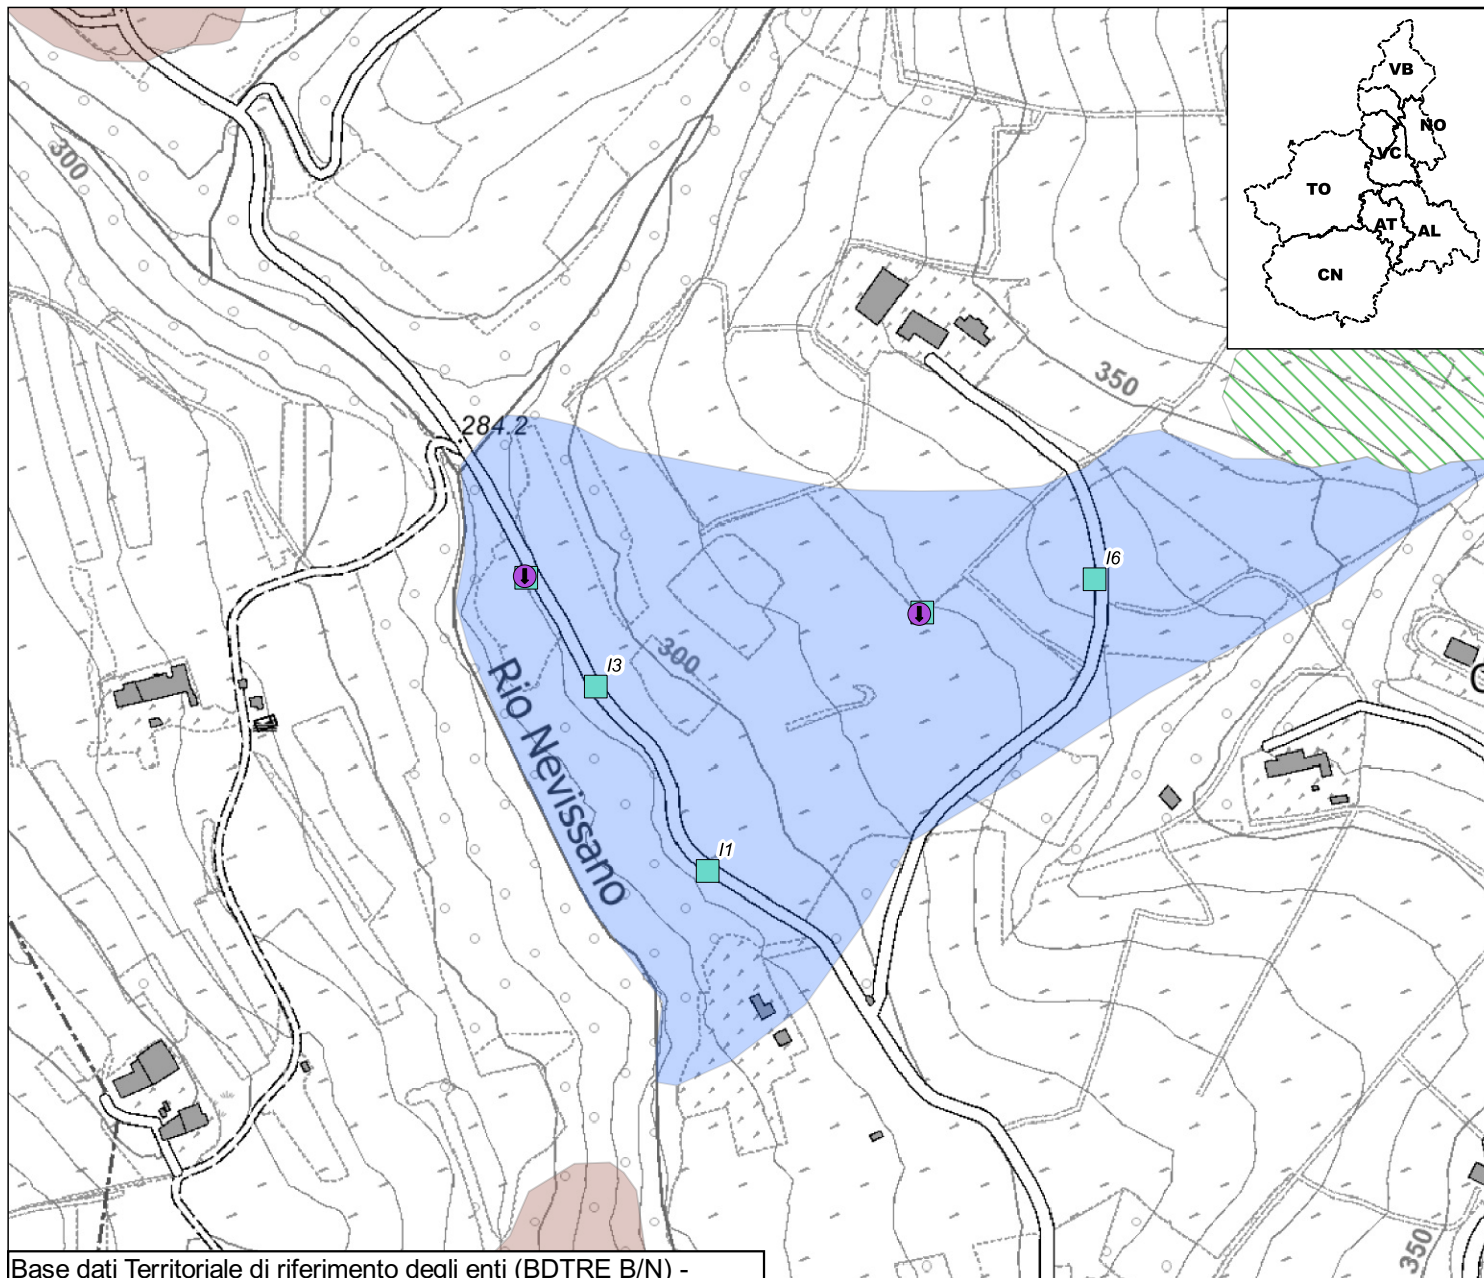 VB
NO
VC
TO
AT
AL
CN
300
350
284.2
I6
I3
300
Rio Nevissano
I1
350
Base dati Territoriale di riferimento degli enti (BDTRE B/N) -